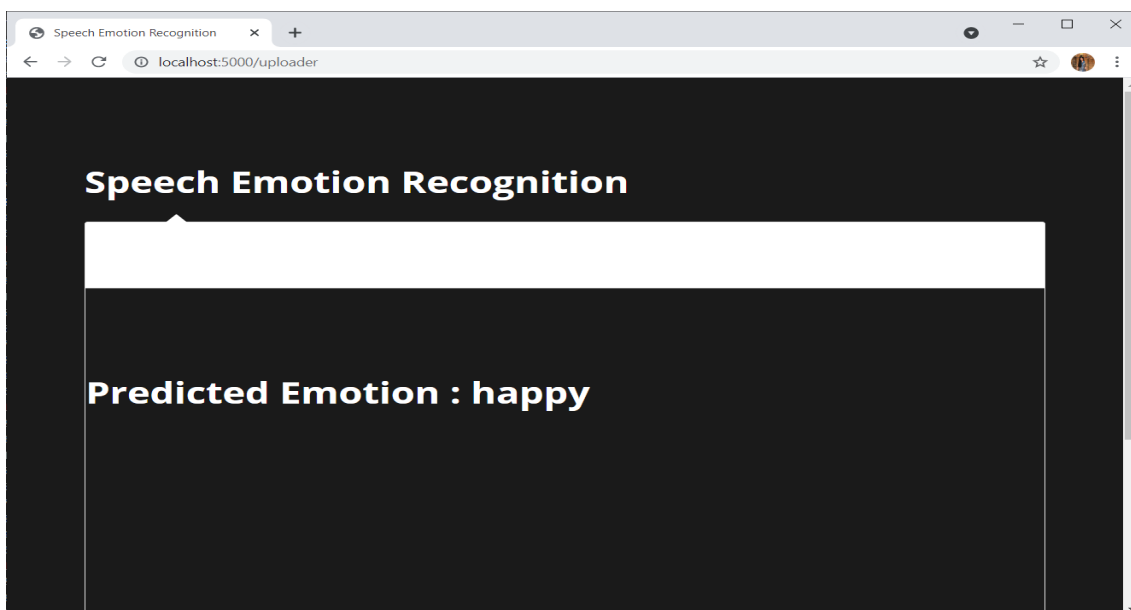 Speech Emotion Recognition
localhost:5000/uploader
Speech Emotion Recognition
Predicted Emotion : happy